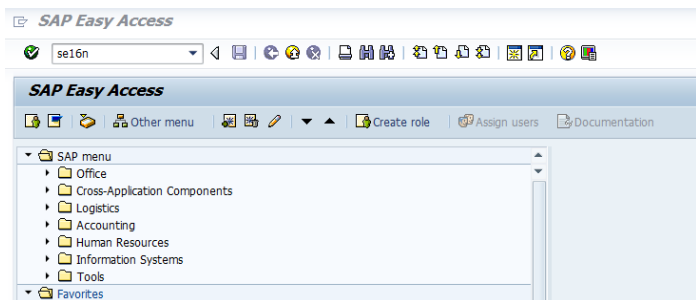 SAP Easy Access
se16n
SAP Easy Access
Other menu Create role Assign users Documentation
SAP menu
Office
Cross-Application Components
Logistics
Accounting
Human Resources
Information Systems
Tools
Favorites